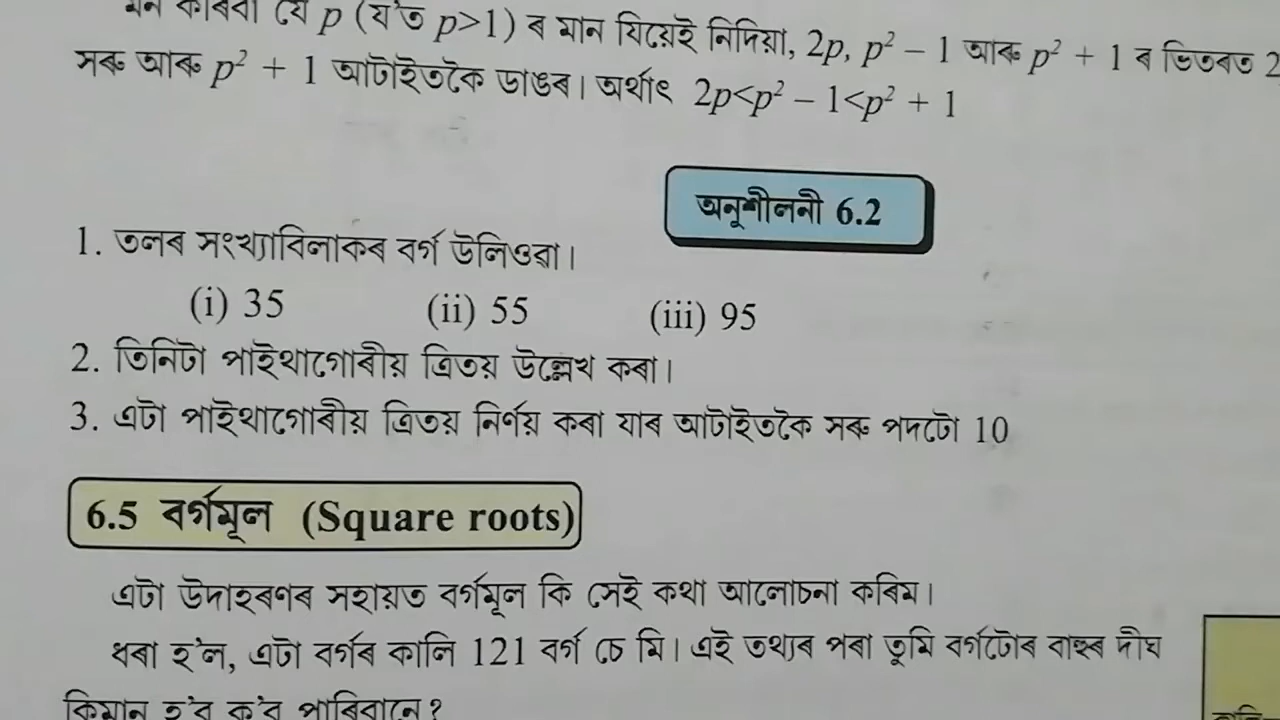 মন কৰিবা যে p (য'ত p>1) ৰ মান যিয়েই নিদিয়া, 2p, p² − 1 আৰু p² + 1 ৰ ভিতৰত 2
সৰু আৰু p² + 1 আটাইতকৈ ডাঙৰ। অৰ্থাৎ 2p<p² − 1<p² + 1
অনুশীলনী 6.2
1. তলৰ সংখ্যাবিলাকৰ বৰ্গ উলিওৱা।
(i) 35 (ii) 55 (iii) 95
2. তিনিটা পাইথাগোৰীয় ত্ৰিতয় উল্লেখ কৰা।
3. এটা পাইথাগোৰীয় ত্ৰিতয় নিৰ্ণয় কৰা যাৰ আটাইতকৈ সৰু পদটো 10
6.5 বৰ্গমূল (Square roots)
এটা উদাহৰণৰ সহায়ত বৰ্গমূল কি সেই কথা আলোচনা কৰিম।
ধৰা হ'ল, এটা বৰ্গৰ কালি 121 বৰ্গ চে মি। এই তথ্যৰ পৰা তুমি বৰ্গটোৰ বাহুৰ দীঘ
কিমান হ'ব ক'ব পাৰিবানে?